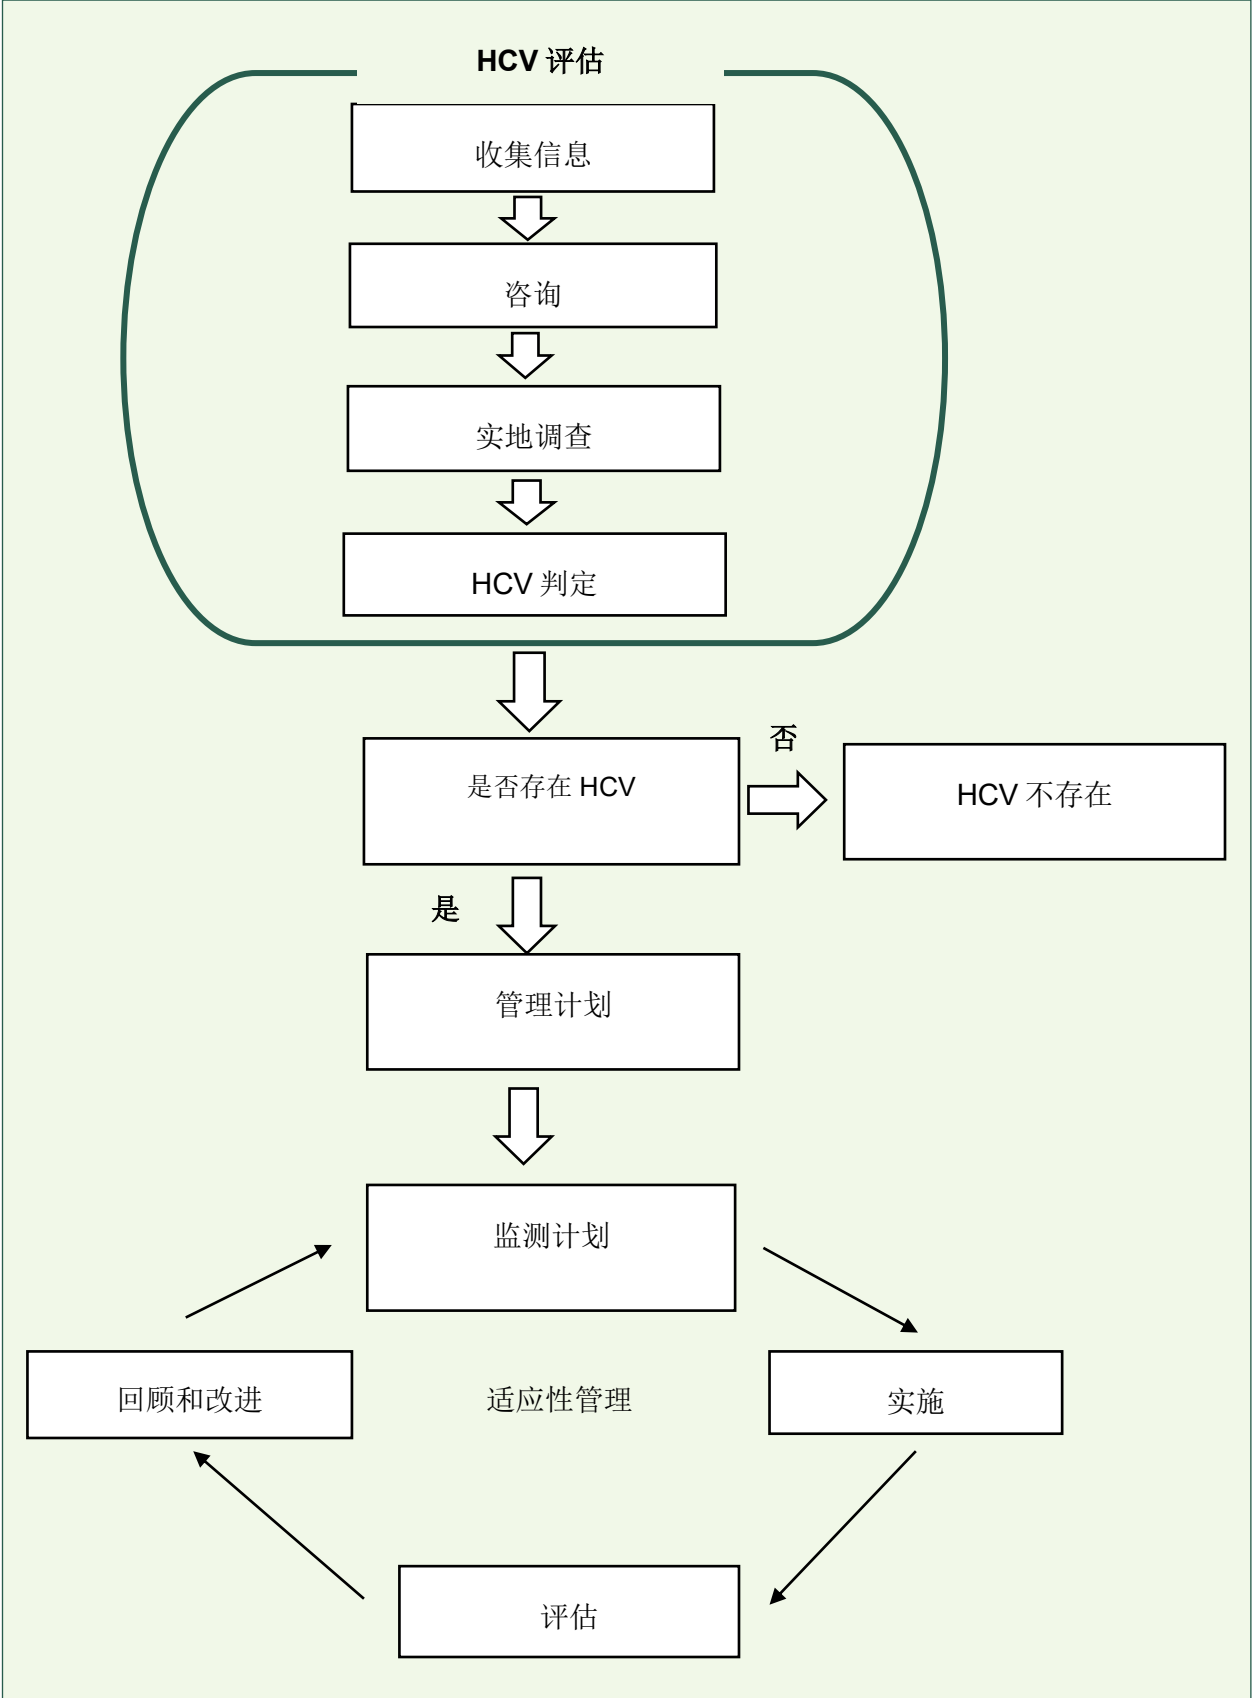 HCV 评估
收集信息
咨询
实地调查
HCV 判定
否
是否存在 HCV
HCV 不存在
是
管理计划
监测计划
回顾和改进
适应性管理
实施
评估